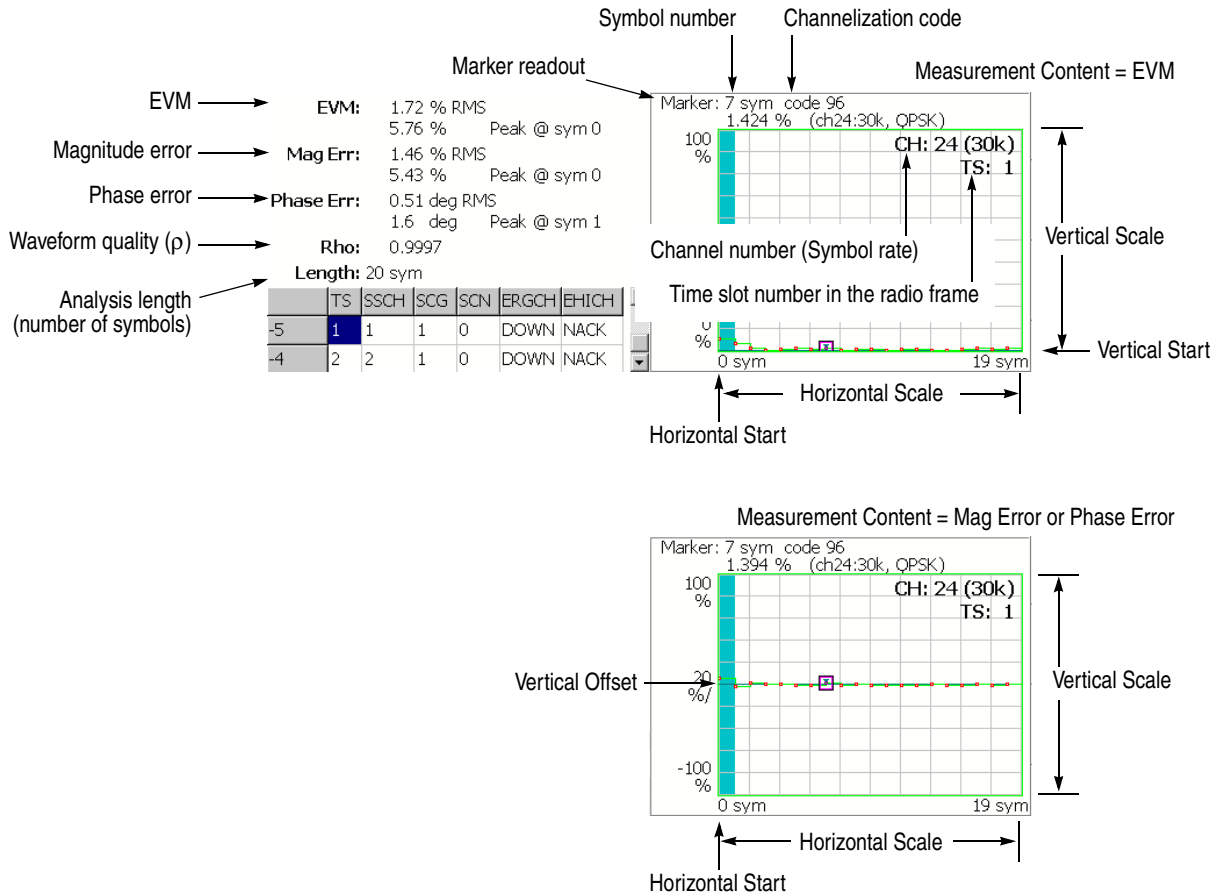 Symbol number
Channelization code
Marker readout
Measurement Content = EVM
EVM
Magnitude error
Phase error
Waveform quality (ρ)
Analysis length
(number of symbols)
EVM: 1.72 % RMS
5.76 % Peak @ sym 0
Mag Err: 1.46 % RMS
5.43 % Peak @ sym 0
Phase Err: 0.51 deg RMS
1.6 deg Peak @ sym 1
Rho: 0.9997
Length: 20 sym
TS SSCH SCG SCN ERGCH EHICH
-5 1 1 1 0 DOWN NACK
-4 2 2 1 0 DOWN NACK
Marker: 7 sym code 96
1.424 % (ch24:30k, QPSK)
100
%
CH: 24 (30k)
TS: 1
Channel number (Symbol rate)
Time slot number in the radio frame
0
%
0 sym 19 sym
Vertical Scale
Vertical Start
Horizontal Scale
Horizontal Start
Measurement Content = Mag Error or Phase Error
Marker: 7 sym code 96
1.394 % (ch24:30k, QPSK)
100
%
CH: 24 (30k)
TS: 1
Vertical Offset
20
%/
Vertical Scale
-100
%
0 sym 19 sym
Horizontal Scale
Horizontal Start